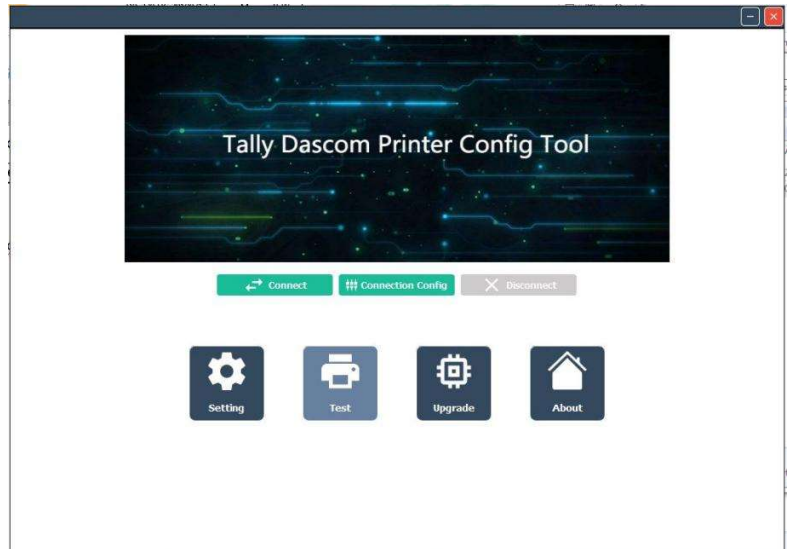 Tally Dascom Printer Config Tool
Connect
Connection Config
Disconnect
Setting
Test
Upgrade
About